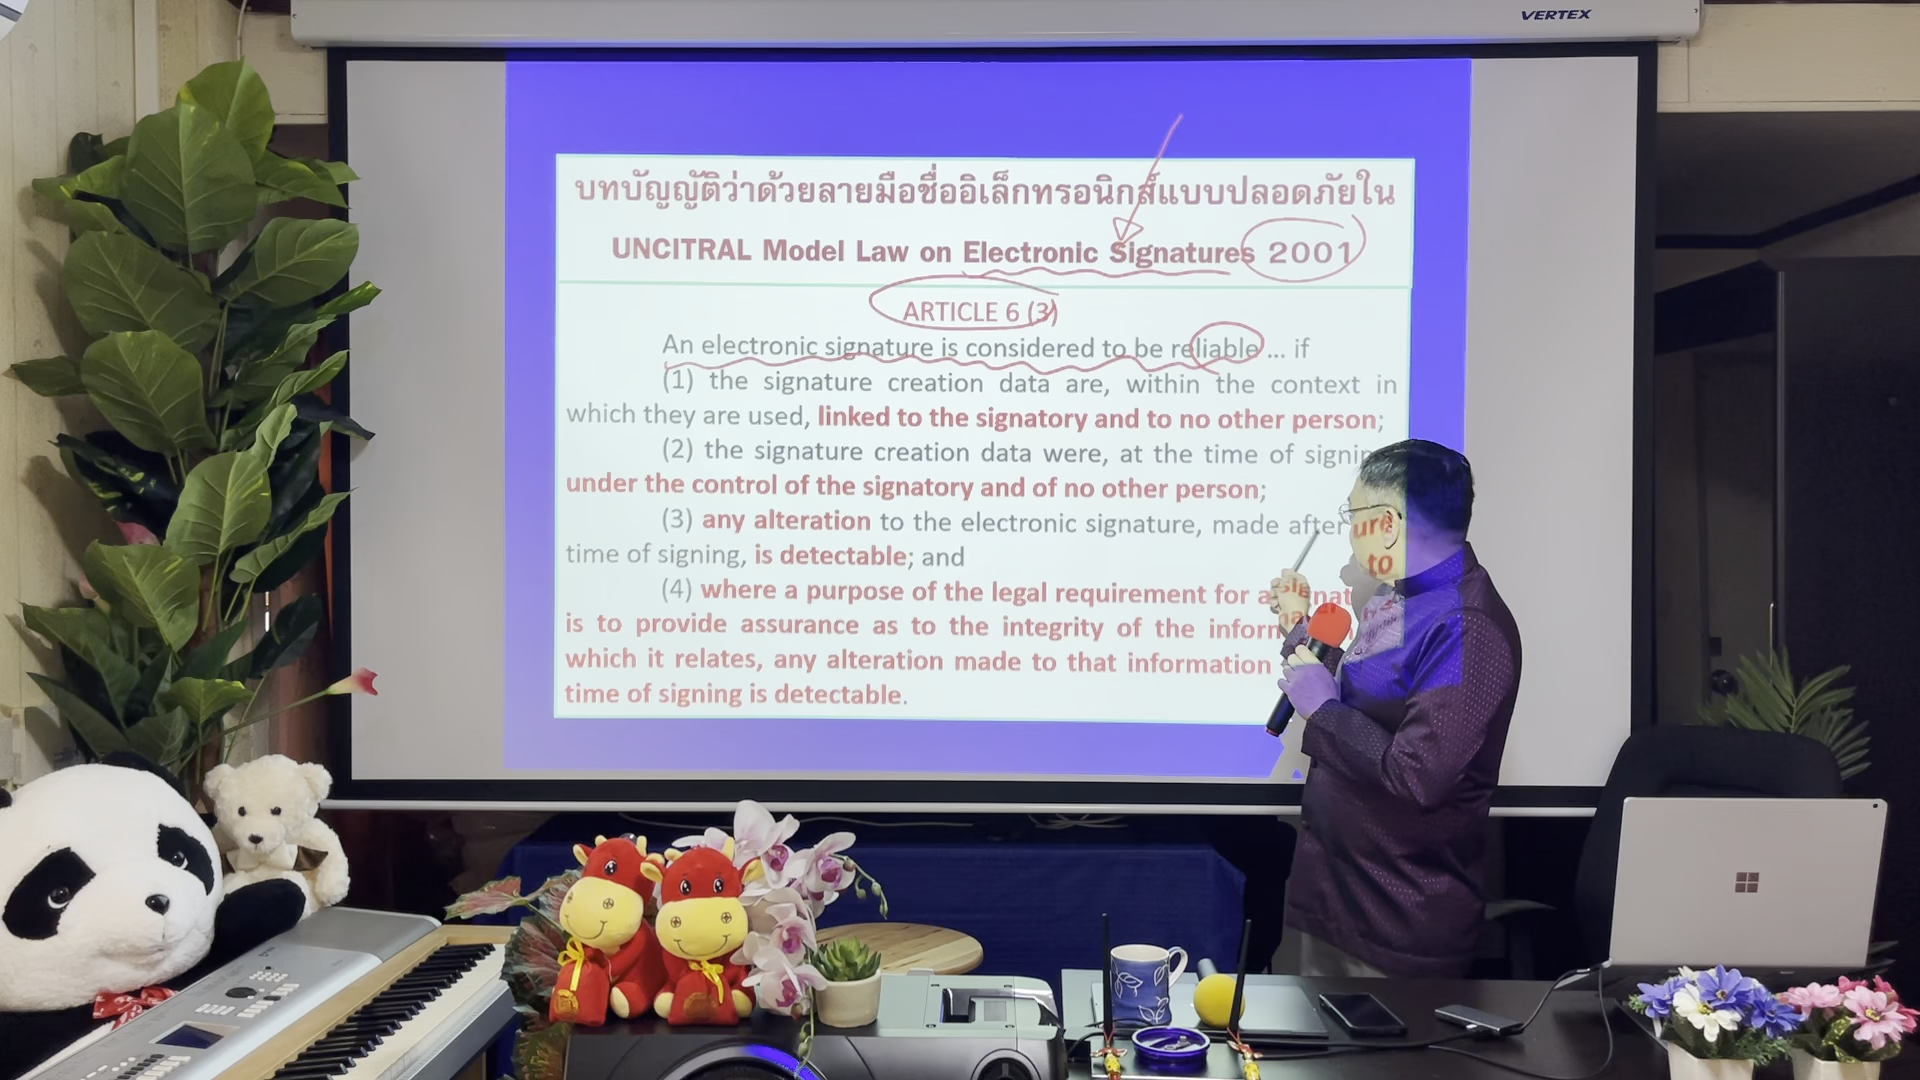 VERTEX
บทบัญญัติว่าด้วยลายมือชื่ออิเล็กทรอนิกส์แบบปลอดภัยใน
UNCITRAL Model Law on Electronic Signatures 2001
ARTICLE 6 (3)
An electronic signature is considered to be reliable ... if
(1) the signature creation data are, within the context in
which they are used, linked to the signatory and to no other person;
(2) the signature creation data were, at the time of
under the control of the signatory and of no other person;
(3) any alteration to the electronic signature, made after
time of signing, is detectable; and
(4) where a purpose of the legal requirement for a
is to provide assurance as to the integrity of the
which it relates, any alteration made to that information
time of signing is detectable.